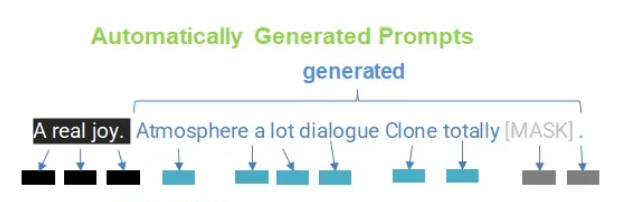 Automatically Generated Prompts
generated
A real joy. Atmosphere a lot dialogue Clone totally [MASK] .